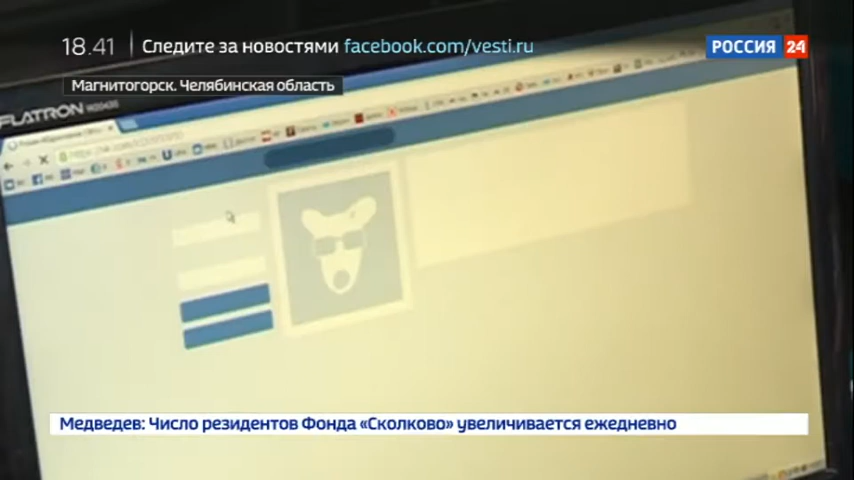 18.41 Следите за новостями facebook.com/vesti.ru
РОССИЯ 24
Магнитогорск. Челябинская область
FLATRON
Медведев: Число резидентов Фонда «Сколково» увеличивается ежедневно